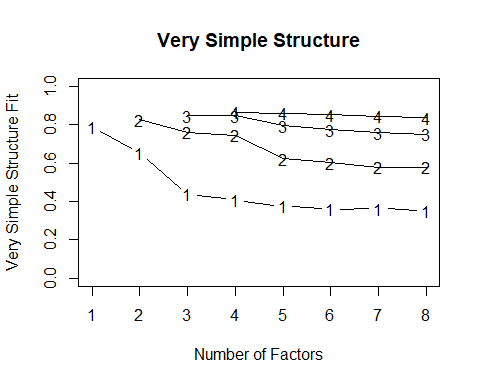 Very Simple Structure
Very Simple Structure Fit
1.0
0.8
0.6
0.4
0.2
0.0
1 1 1 1 1 1 1 1
2 2 2 2 2 2 2
3 3 3 3 3 3
4 4 4 4 4
1 2 3 4 5 6 7 8
Number of Factors